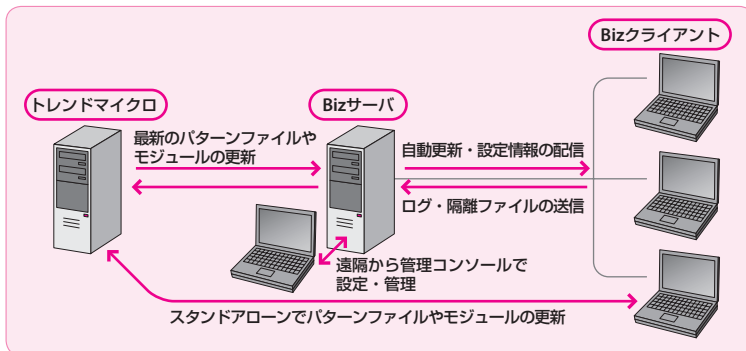 Bizクライアント
トレンドマイクロ
Bizサーバ
最新のパターンファイルや
モジュールの更新
自動更新・設定情報の配信
ログ・隔離ファイルの送信
遠隔から管理コンソールで
設定・管理
スタンドアローンでパターンファイルやモジュールの更新